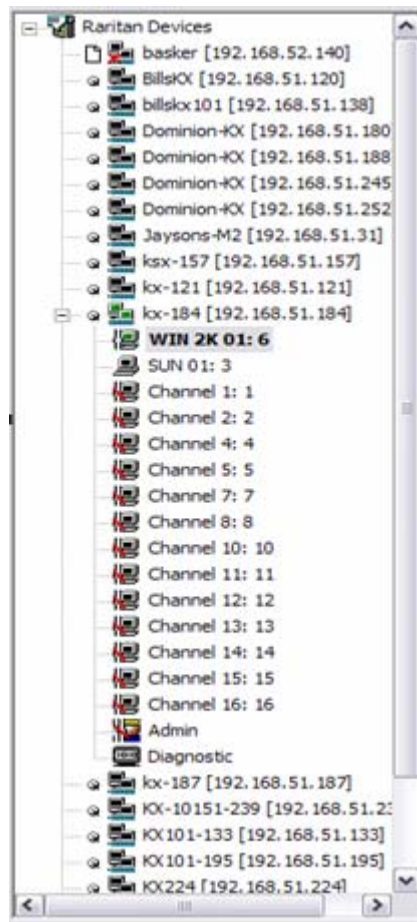 Raritan Devices
basker [192.168.52.140]
BillsKX [192.168.51.120]
billskx101 [192.168.51.138]
Dominion-KX [192.168.51.180
Dominion-KX [192.168.51.188
Dominion-KX [192.168.51.245
Dominion-KX [192.168.51.252
Jaysons-M2 [192.168.51.31]
ksx-157 [192.168.51.157]
kx-121 [192.168.51.121]
kx-184 [192.168.51.184]
WIN 2K 01: 6
SUN 01: 3
Channel 1: 1
Channel 2: 2
Channel 4: 4
Channel 5: 5
Channel 7: 7
Channel 8: 8
Channel 10: 10
Channel 11: 11
Channel 12: 12
Channel 13: 13
Channel 14: 14
Channel 15: 15
Channel 16: 16
Admin
Diagnostic
kx-187 [192.168.51.187]
KX-10151-239 [192.168.51.23
KX101-133 [192.168.51.133]
KX101-195 [192.168.51.195]
KX224 [192.168.51.224]